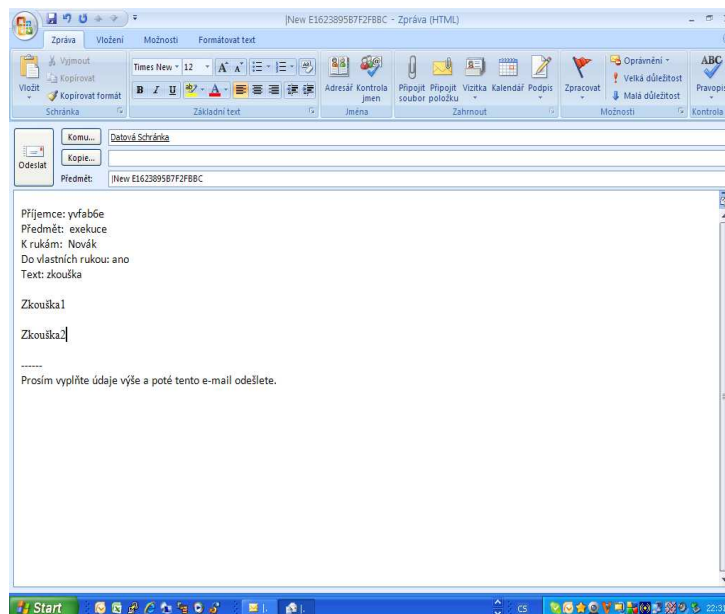 |New E1623895B7F2FBBC - Zpráva (HTML)
Zpráva Vložení Možnosti Formátovat text
Vložit
Vyjmout
Kopírovat
Kopírovat formát
Schránka
Times New 12
B I U
Základní text
Adresář Kontrola jmen
Jména
Připojit soubor Připojit položku Vizitka Kalendář Podpis
Zahrnout
Zpracovat
Oprávnění
Velká důležitost
Malá důležitost
Možnosti
ABC
Pravopis
Kontrola
Odeslat
Komu... Datová Schránka
Kopie...
Předmět: |New E1623895B7F2FBBC
Příjemce: yvfab6e
Předmět: exekuce
K rukám: Novák
Do vlastních rukou: ano
Text: zkouška
Zkouška1
Zkouška2
------
Prosím vyplňte údaje výše a poté tento e-mail odešlete.
Start CS